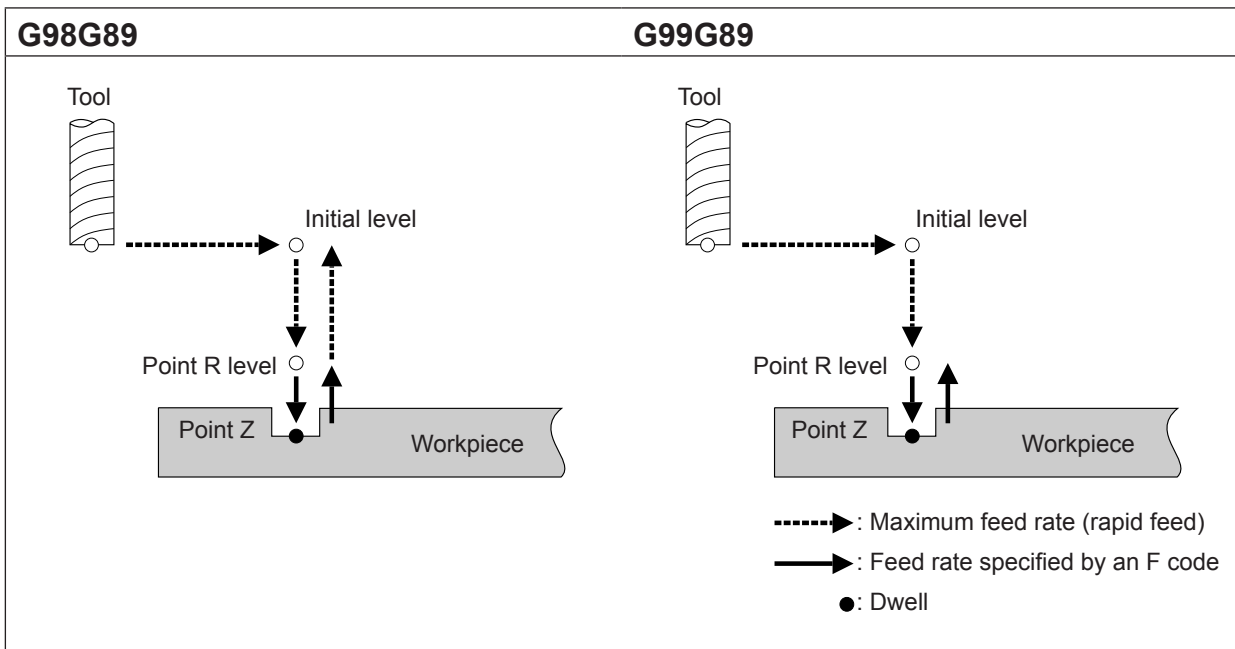 G98G89
G99G89
Tool
Initial level
Point R level
Point Z
Workpiece
Tool
Initial level
Point R level
Point Z
Workpiece
: Maximum feed rate (rapid feed)
: Feed rate specified by an F code
: Dwell